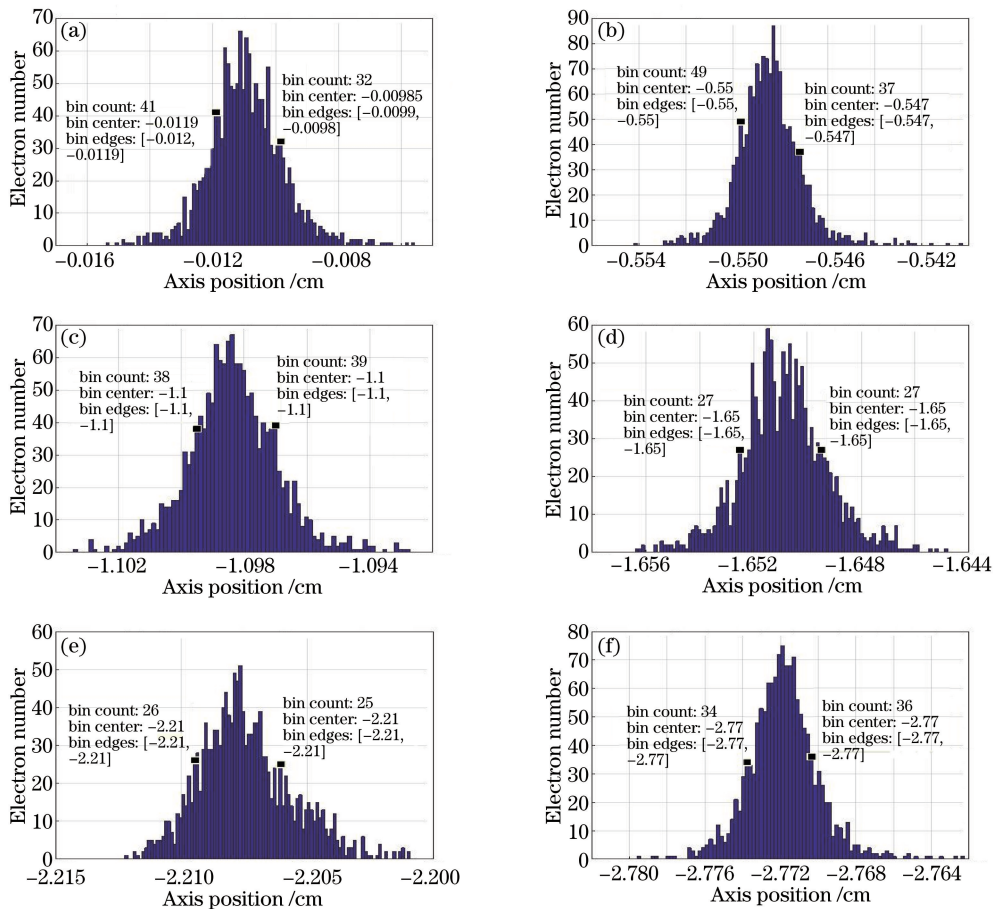 (a)
70
60
50
40
30
20
10
0
Electron number
bin count: 41
bin center: −0.0119
bin edges: [−0.012,
−0.0119]
bin count: 32
bin center: −0.00985
bin edges: [−0.0099,
−0.0098]
−0.016 −0.012 −0.008
Axis position /cm
(b)
90
80
70
60
50
40
30
20
10
0
Electron number
bin count: 49
bin center: −0.55
bin edges: [−0.55,
−0.55]
bin count: 37
bin center: −0.547
bin edges: [−0.547,
−0.547]
−0.554 −0.550 −0.546 −0.542
Axis position /cm
(c)
70
60
50
40
30
20
10
0
Electron number
bin count: 38
bin center: −1.1
bin edges: [−1.1,
−1.1]
bin count: 39
bin center: −1.1
bin edges: [−1.1,
−1.1]
−1.102 −1.098 −1.094
Axis position /cm
(d)
60
50
40
30
20
10
0
Electron number
bin count: 27
bin center: −1.65
bin edges: [−1.65,
−1.65]
bin count: 27
bin center: −1.65
bin edges: [−1.65,
−1.65]
−1.656 −1.652 −1.648 −1.644
Axis position /cm
(e)
60
50
40
30
20
10
0
Electron number
bin count: 26
bin center: −2.21
bin edges: [−2.21,
−2.21]
bin count: 25
bin center: −2.21
bin edges: [−2.21,
−2.21]
−2.215 −2.210 −2.205 −2.200
Axis position /cm
(f)
80
70
60
50
40
30
20
10
0
Electron number
bin count: 34
bin center: −2.77
bin edges: [−2.77,
−2.77]
bin count: 36
bin center: −2.77
bin edges: [−2.77,
−2.77]
−2.780 −2.776 −2.772 −2.768 −2.764
Axis position /cm